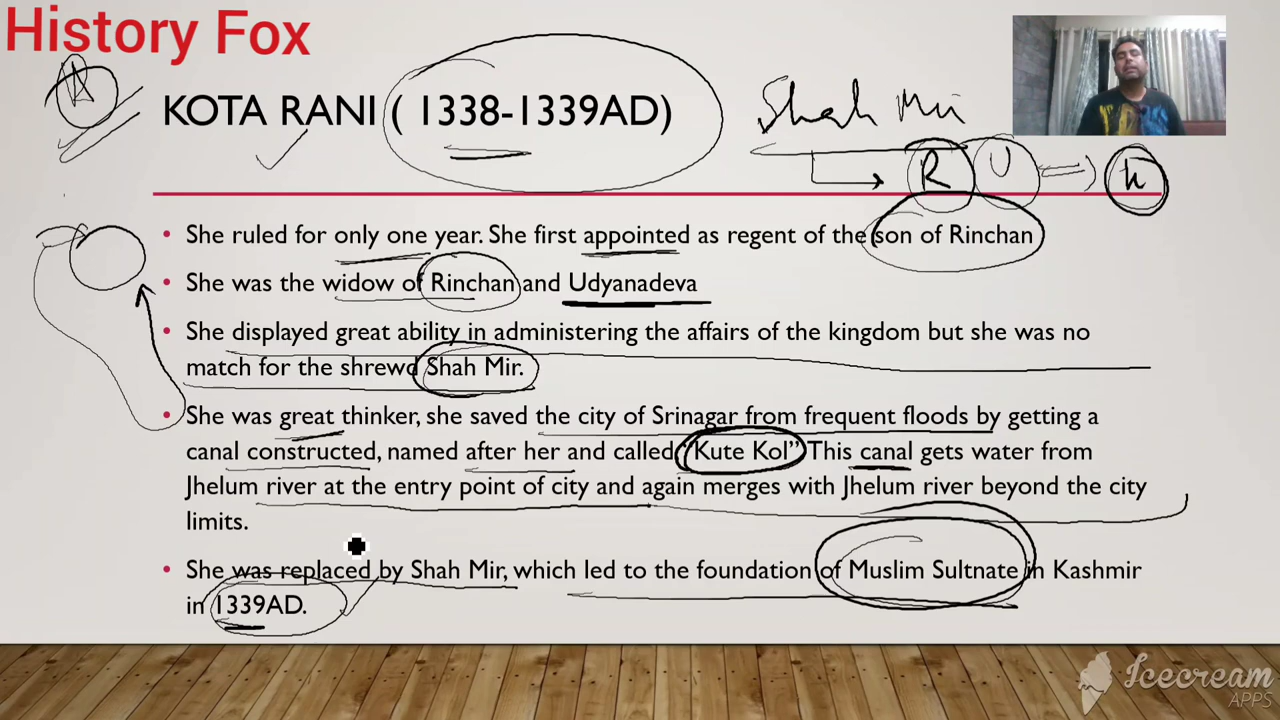 History Fox
KOTA RANI ( 1338-1339AD)
Shah Mir
R U => K
• She ruled for only one year. She first appointed as regent of the son of Rinchan
• She was the widow of Rinchan and Udyanadeva
• She displayed great ability in administering the affairs of the kingdom but she was no
match for the shrewd Shah Mir.
• She was great thinker, she saved the city of Srinagar from frequent floods by getting a
canal constructed, named after her and called "Kute Kol" This canal gets water from
Jhelum river at the entry point of city and again merges with Jhelum river beyond the city
limits.
• She was replaced by Shah Mir, which led to the foundation of Muslim Sultnate in Kashmir
in 1339AD.
Icecream
APPS